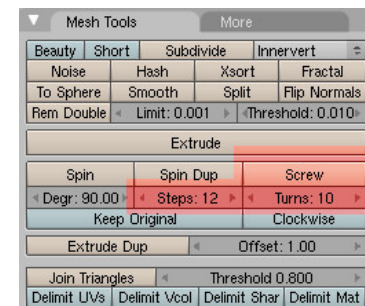 Mesh Tools More
Beauty Short Subdivide Innervert
Noise Hash Xsort Fractal
To Sphere Smooth Split Flip Normals
Rem Double Limit: 0.001 Threshold: 0.010
Extrude
Spin Spin Dup Screw
Degr: 90.00 Steps: 12 Turns: 10
Keep Original Clockwise
Extrude Dup Offset: 1.00
Join Triangles Threshold 0.800
Delimit UVs Delimit Vcol Delimit Shar Delimit Mat